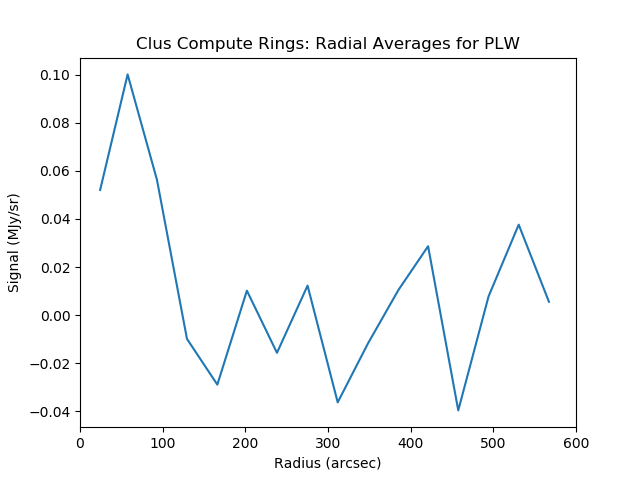 Clus Compute Rings: Radial Averages for PLW
0.10
0.08
0.06
0.04
0.02
0.00
−0.02
−0.04
Signal (MJy/sr)
0 100 200 300 400 500 600
Radius (arcsec)